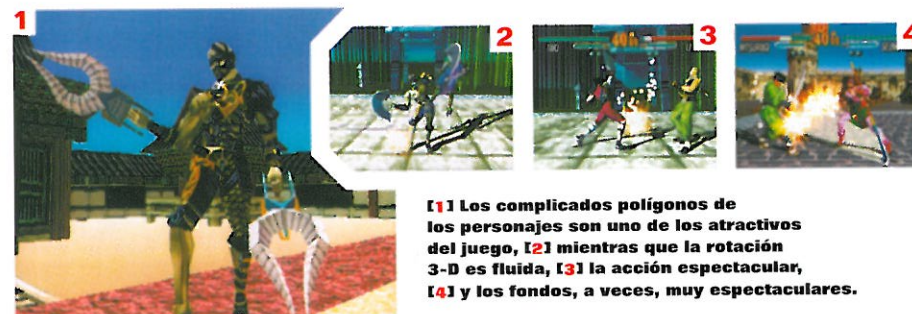 1
2
3
4
[1] Los complicados polígonos de
los personajes son uno de los atractivos
del juego, [2] mientras que la rotación
3-D es fluida, [3] la acción espectacular,
[4] y los fondos, a veces, muy espectaculares.